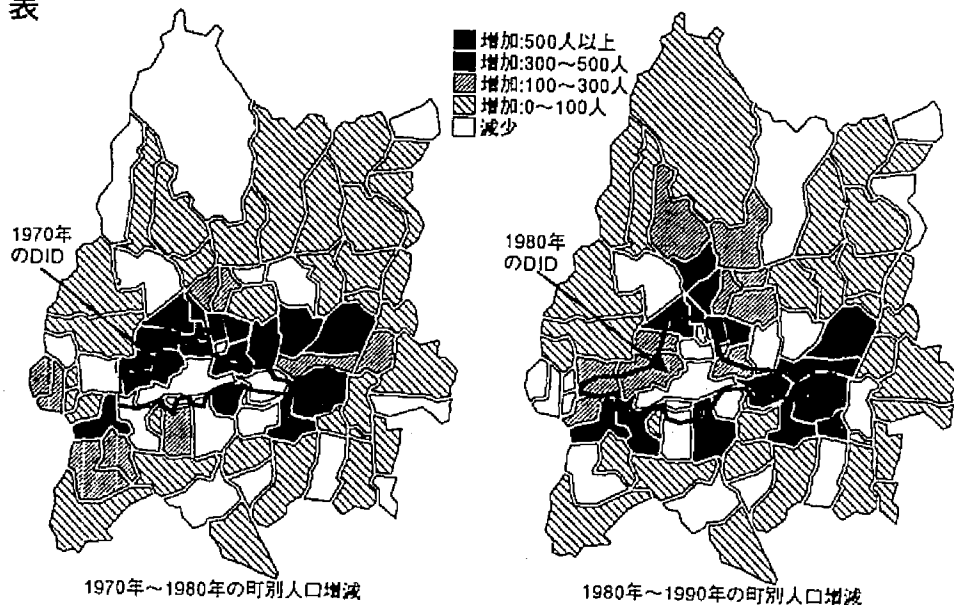 表
増加:500人以上
増加:300～500人
増加:100～300人
増加:0～100人
減少
1970年
のDID
1980年
のDID
1970年～1980年の町別人口増減
1980年～1990年の町別人口増減